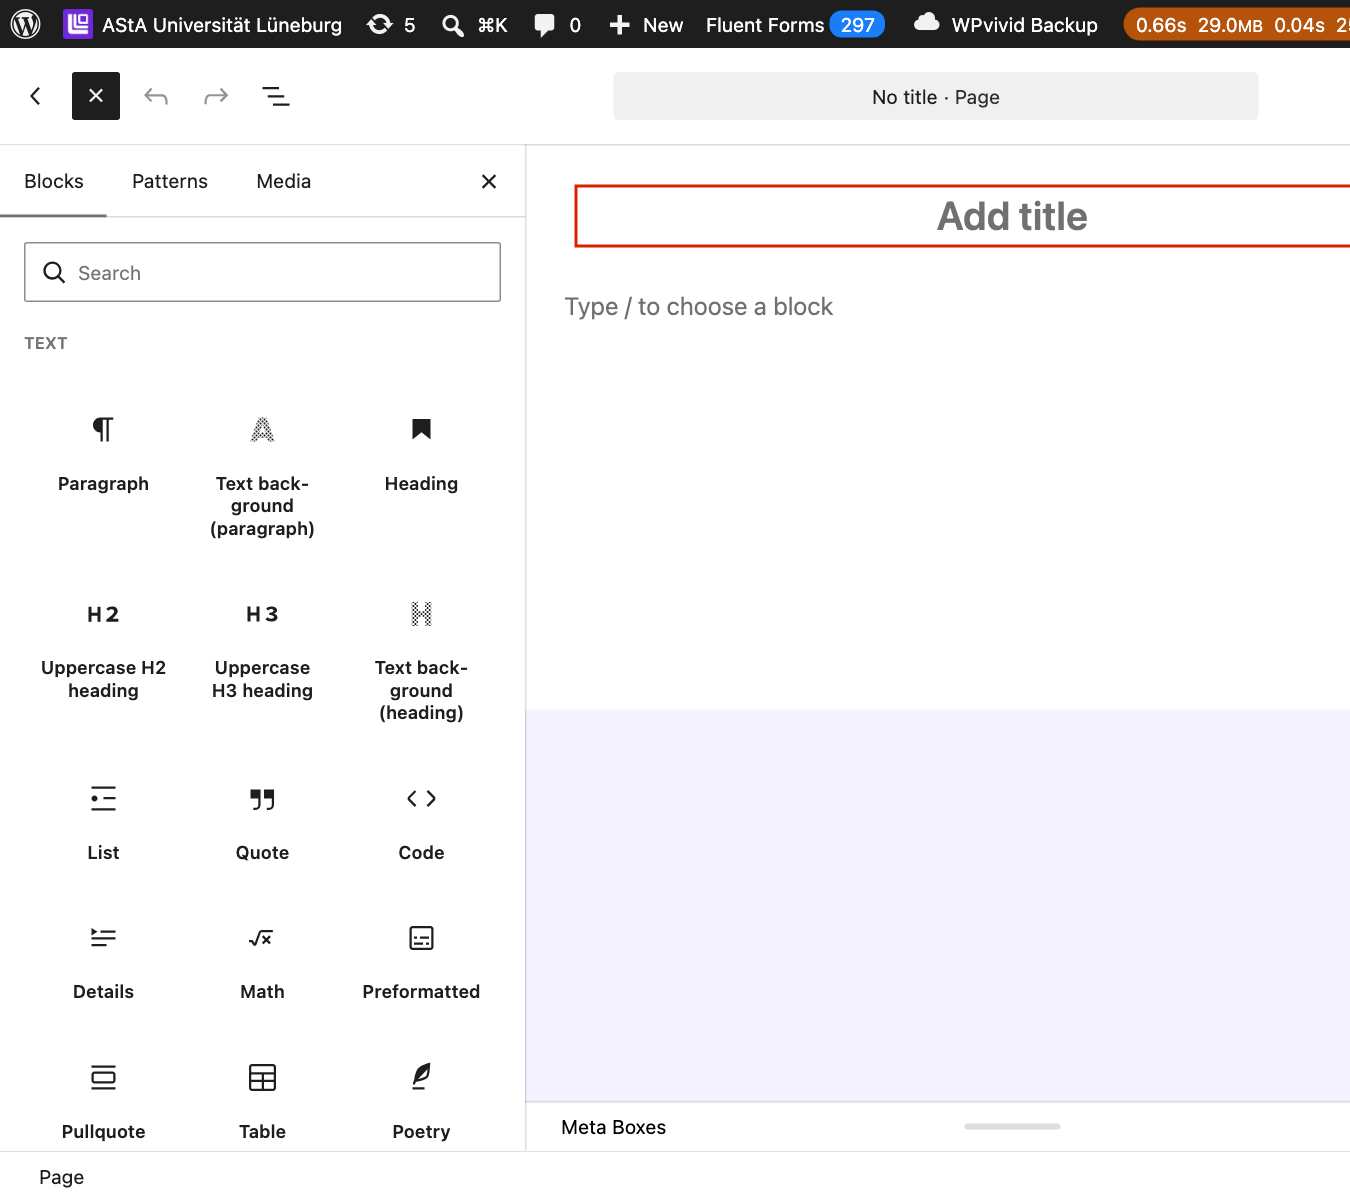 AStA Universität Lüneburg 5 ⌘K 0 New Fluent Forms 297 WPvivid Backup 0.66s 29.0MB 0.04s
No title · Page
Blocks Patterns Media
Add title
Search
Type / to choose a block
TEXT
Paragraph
Text back-
ground
(paragraph)
Heading
H2
Uppercase H2
heading
H3
Uppercase
H3 heading
H
Text back-
ground
(heading)
List
Quote
Code
Details
Math
Preformatted
Pullquote
Table
Poetry
Meta Boxes
Page